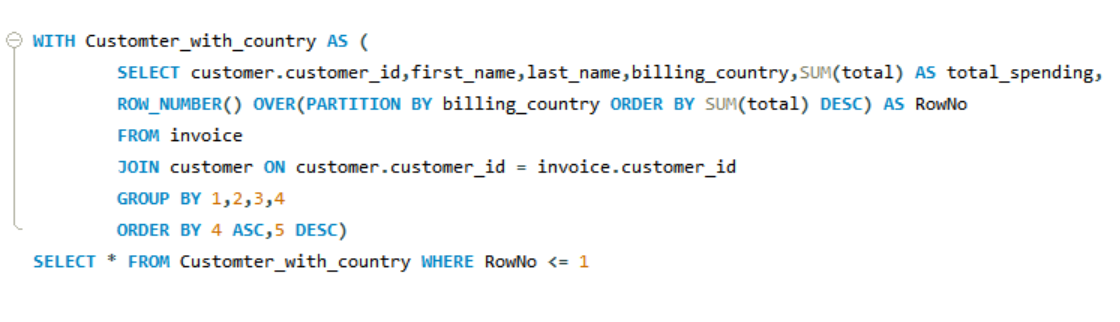 WITH Customter_with_country AS (
SELECT customer.customer_id,first_name,last_name,billing_country,SUM(total) AS total_spending,
ROW_NUMBER() OVER(PARTITION BY billing_country ORDER BY SUM(total) DESC) AS RowNo
FROM invoice
JOIN customer ON customer.customer_id = invoice.customer_id
GROUP BY 1,2,3,4
ORDER BY 4 ASC,5 DESC)
SELECT * FROM Customter_with_country WHERE RowNo <= 1